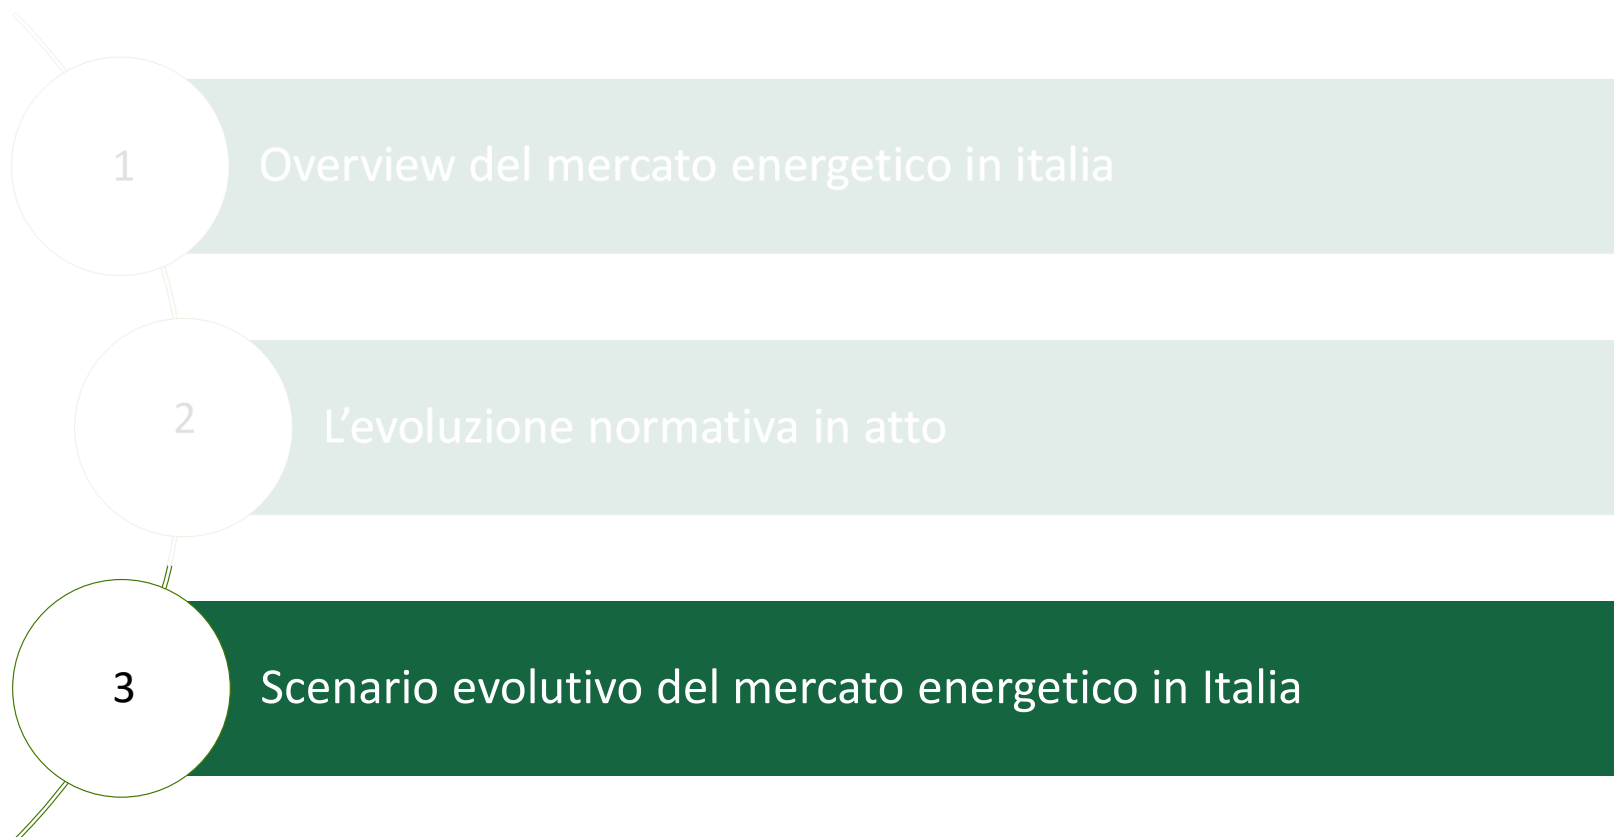 1
Overview del mercato energetico in italia
2
L’evoluzione normativa in atto
3
Scenario evolutivo del mercato energetico in Italia